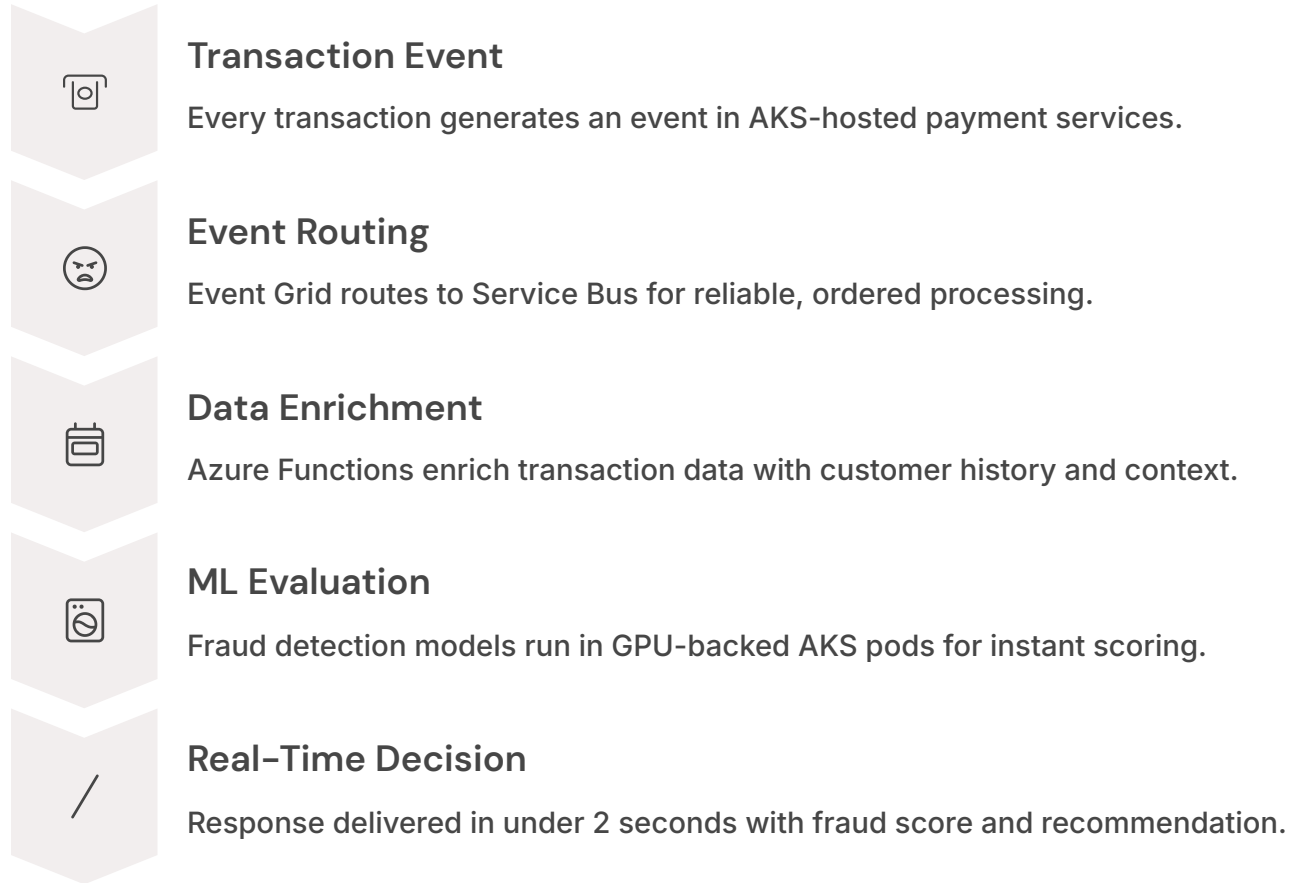 Transaction Event
Every transaction generates an event in AKS-hosted payment services.
Event Routing
Event Grid routes to Service Bus for reliable, ordered processing.
Data Enrichment
Azure Functions enrich transaction data with customer history and context.
ML Evaluation
Fraud detection models run in GPU-backed AKS pods for instant scoring.
Real-Time Decision
Response delivered in under 2 seconds with fraud score and recommendation.